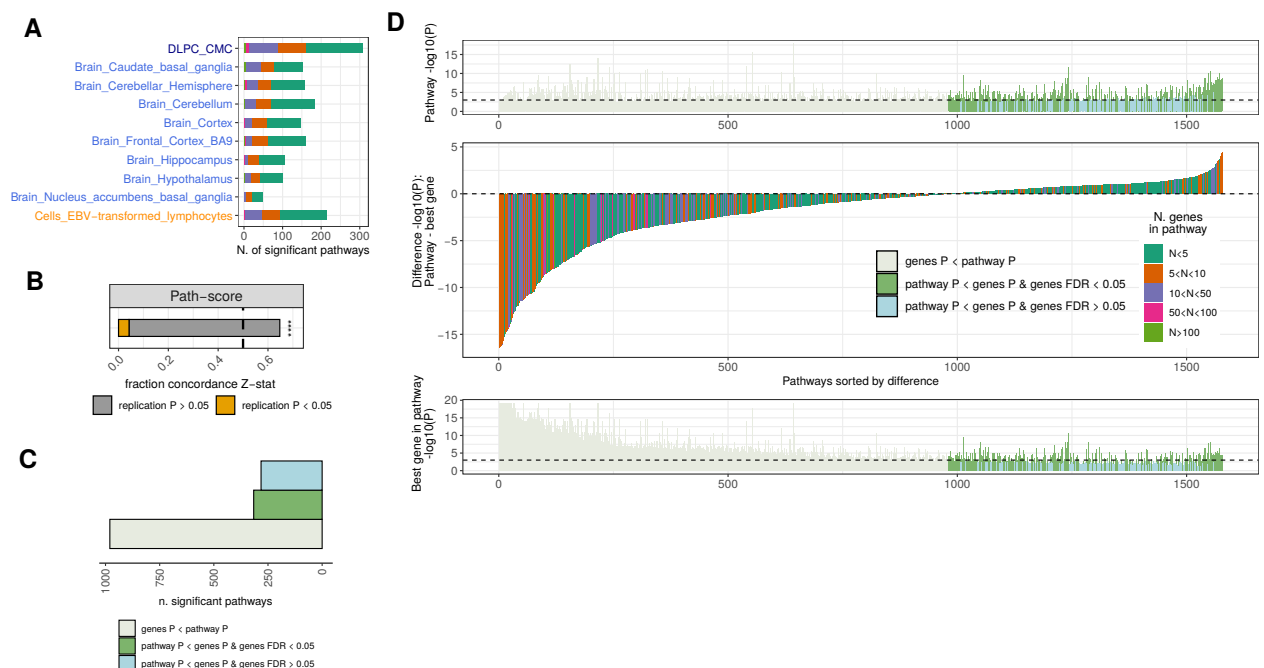 A
DLPC_CMC
Brain_Caudate_basal_ganglia
Brain_Cerebellar_Hemisphere
Brain_Cerebellum
Brain_Cortex
Brain_Frontal_Cortex_BA9
Brain_Hippocampus
Brain_Hypothalamus
Brain_Nucleus_accumbens_basal_ganglia
Cells_EBV-transformed_lymphocytes
0 100 200 300
N. of significant pathways
B
Path-score
****
0.0 0.2 0.4 0.6
fraction concordance Z-stat
replication P > 0.05 replication P < 0.05
C
1000 750 500 250 0
n. significant pathways
genes P < pathway P
pathway P < genes P & genes FDR < 0.05
pathway P < genes P & genes FDR > 0.05
D
Pathway -log10(P)
15
10
5
0
0 500 1000 1500
Difference -log10(P):
Pathway - best gene
5
0
-5
-10
-15
genes P < pathway P
pathway P < genes P & genes FDR < 0.05
pathway P < genes P & genes FDR > 0.05
N. genes
in pathway
N<5
5<N<10
10<N<50
50<N<100
N>100
0 500 1000 1500
Pathways sorted by difference
Best gene in pathway
-log10(P)
20
15
10
5
0
0 500 1000 1500